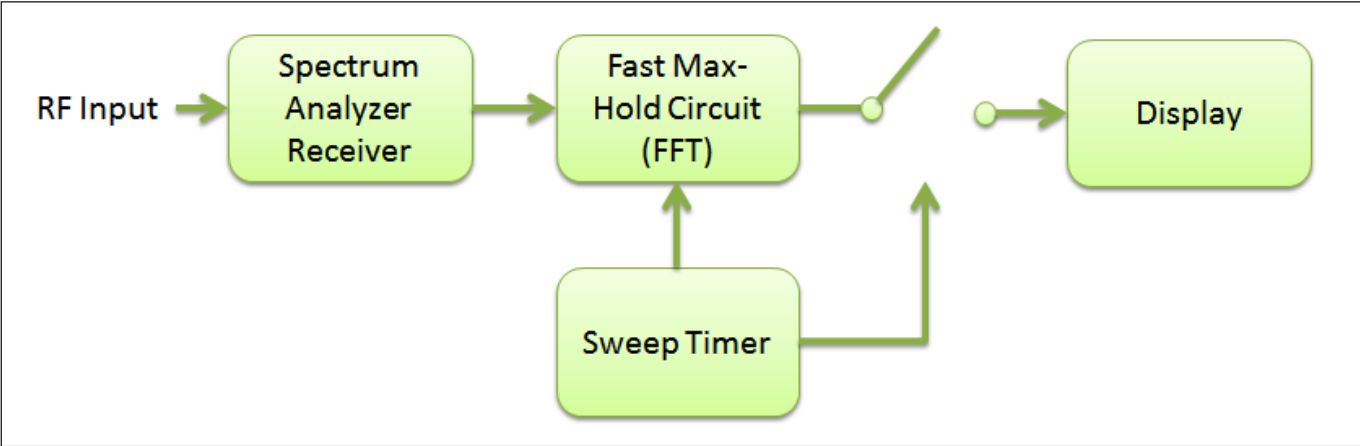 RF Input
Spectrum
Analyzer
Receiver
Fast Max-
Hold Circuit
(FFT)
Display
Sweep Timer